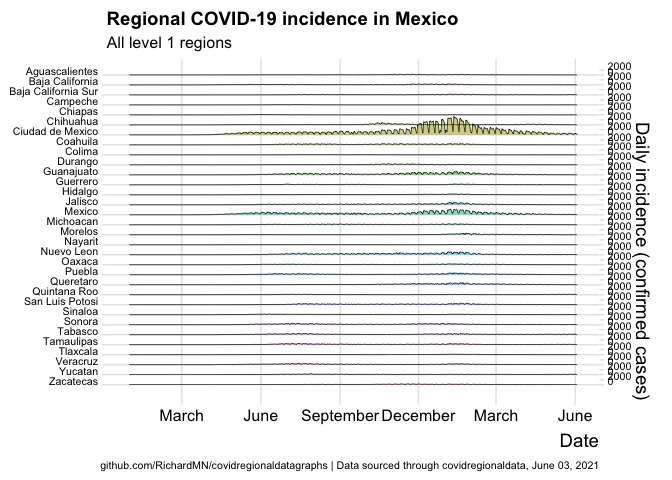 Regional COVID-19 incidence in Mexico
All level 1 regions
Aguascalientes
Baja California
Baja California Sur
Campeche
Chiapas
Chihuahua
Ciudad de Mexico
Coahuila
Colima
Durango
Guanajuato
Guerrero
Hidalgo
Jalisco
Mexico
Michoacan
Morelos
Nayarit
Nuevo Leon
Oaxaca
Puebla
Queretaro
Quintana Roo
San Luis Potosi
Sinaloa
Sonora
Tabasco
Tamaulipas
Tlaxcala
Veracruz
Yucatan
Zacatecas
2000
0
Daily incidence (confirmed cases)
March June September December March June
Date
github.com/RichardMN/covidregionaldatagraphs | Data sourced through covidregionaldata, June 03, 2021